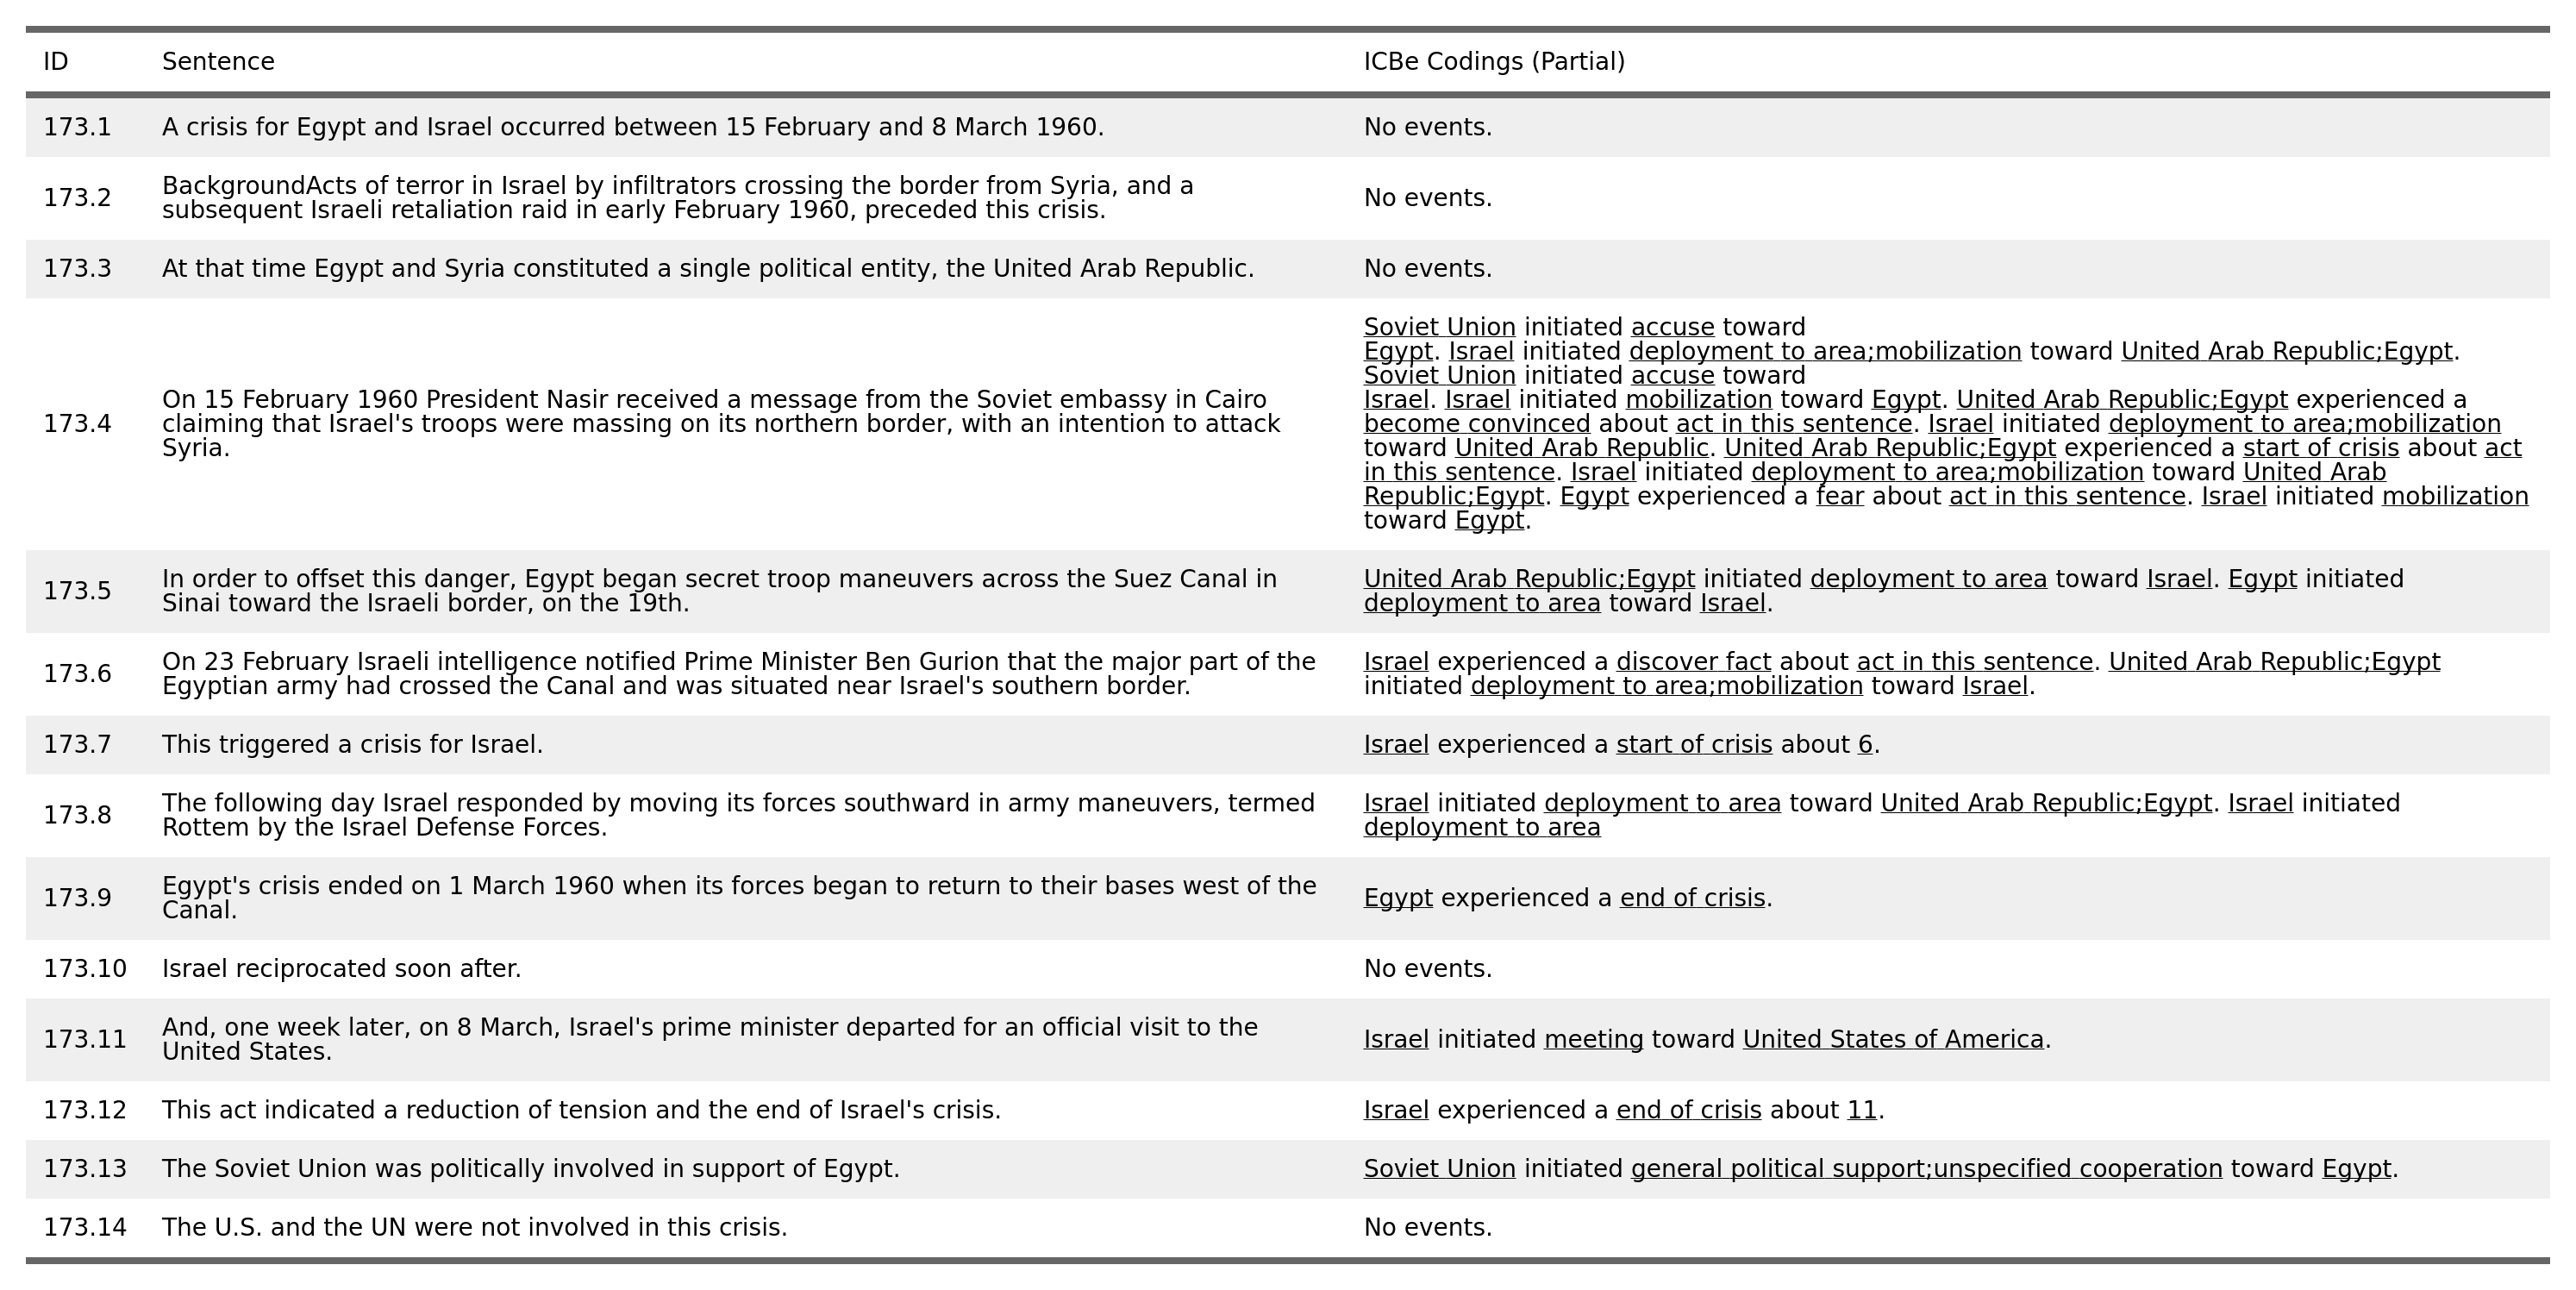 ID Sentence ICBe Codings (Partial)
173.1 A crisis for Egypt and Israel occurred between 15 February and 8 March 1960. No events.
173.2 BackgroundActs of terror in Israel by infiltrators crossing the border from Syria, and a
subsequent Israeli retaliation raid in early February 1960, preceded this crisis.
No events.
173.3 At that time Egypt and Syria constituted a single political entity, the United Arab Republic. No events.
173.4 On 15 February 1960 President Nasir received a message from the Soviet embassy in Cairo
claiming that Israel's troops were massing on its northern border, with an intention to attack
Syria.
Soviet Union initiated accuse toward
Egypt. Israel initiated deployment to area;mobilization toward United Arab Republic;Egypt.
Soviet Union initiated accuse toward
Israel. Israel initiated mobilization toward Egypt. United Arab Republic;Egypt experienced a
become convinced about act in this sentence. Israel initiated deployment to area;mobilization
toward United Arab Republic. United Arab Republic;Egypt experienced a start of crisis about act
in this sentence. Israel initiated deployment to area;mobilization toward United Arab
Republic;Egypt. Egypt experienced a fear about act in this sentence. Israel initiated mobilization
toward Egypt.
173.5 In order to offset this danger, Egypt began secret troop maneuvers across the Suez Canal in
Sinai toward the Israeli border, on the 19th.
United Arab Republic;Egypt initiated deployment to area toward Israel. Egypt initiated
deployment to area toward Israel.
173.6 On 23 February Israeli intelligence notified Prime Minister Ben Gurion that the major part of the
Egyptian army had crossed the Canal and was situated near Israel's southern border.
Israel experienced a discover fact about act in this sentence. United Arab Republic;Egypt
initiated deployment to area;mobilization toward Israel.
173.7 This triggered a crisis for Israel. Israel experienced a start of crisis about 6.
173.8 The following day Israel responded by moving its forces southward in army maneuvers, termed
Rottem by the Israel Defense Forces.
Israel initiated deployment to area toward United Arab Republic;Egypt. Israel initiated
deployment to area
173.9 Egypt's crisis ended on 1 March 1960 when its forces began to return to their bases west of the
Canal.
Egypt experienced a end of crisis.
173.10 Israel reciprocated soon after. No events.
173.11 And, one week later, on 8 March, Israel's prime minister departed for an official visit to the
United States.
Israel initiated meeting toward United States of America.
173.12 This act indicated a reduction of tension and the end of Israel's crisis. Israel experienced a end of crisis about 11.
173.13 The Soviet Union was politically involved in support of Egypt. Soviet Union initiated general political support;unspecified cooperation toward Egypt.
173.14 The U.S. and the UN were not involved in this crisis. No events.